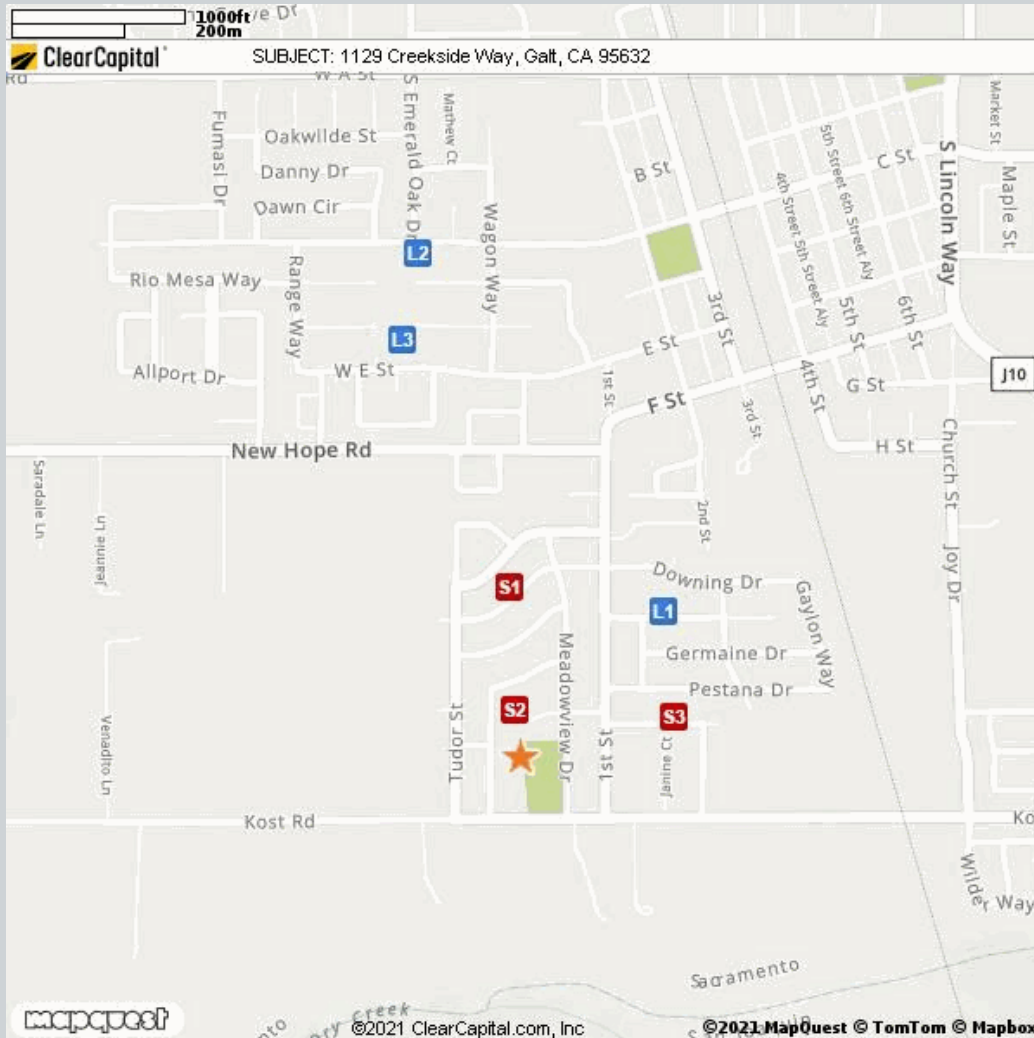 1000ft
200m
ClearCapital
SUBJECT: 1129 Creekside Way, Galt, CA 95632
Rd
W A St
S Emerald Oak Dr
Mathew Ct
Fumasi Dr
Oakwilde St
Danny Dr
Dawn Cir
Wagon Way
L2
Rio Mesa Way
Range Way
L3
Allport Dr
W E St
New Hope Rd
B St
C St
S Lincoln Way
Market St
Maple St
5th Street 6th Street Aly
4th Street 5th Street Aly
3rd St
5th St
6th St
E St
F St
1st St
4th St
G St
J10
3rd St
H St
Church St
Saradale Ln
Jeannie Ln
2nd St
Joy Dr
S1
Downing Dr
L1
Gaylon Way
Germaine Dr
Pestana Dr
Meadowview Dr
S2
S3
Tudor St
1st St
Janine Ct
Venadito Ln
Kost Rd
Ko
Wilder Way
Sacramento
ry Creek
mapquest
©2021 ClearCapital.com, Inc
©2021 MapQuest © TomTom © Mapbox